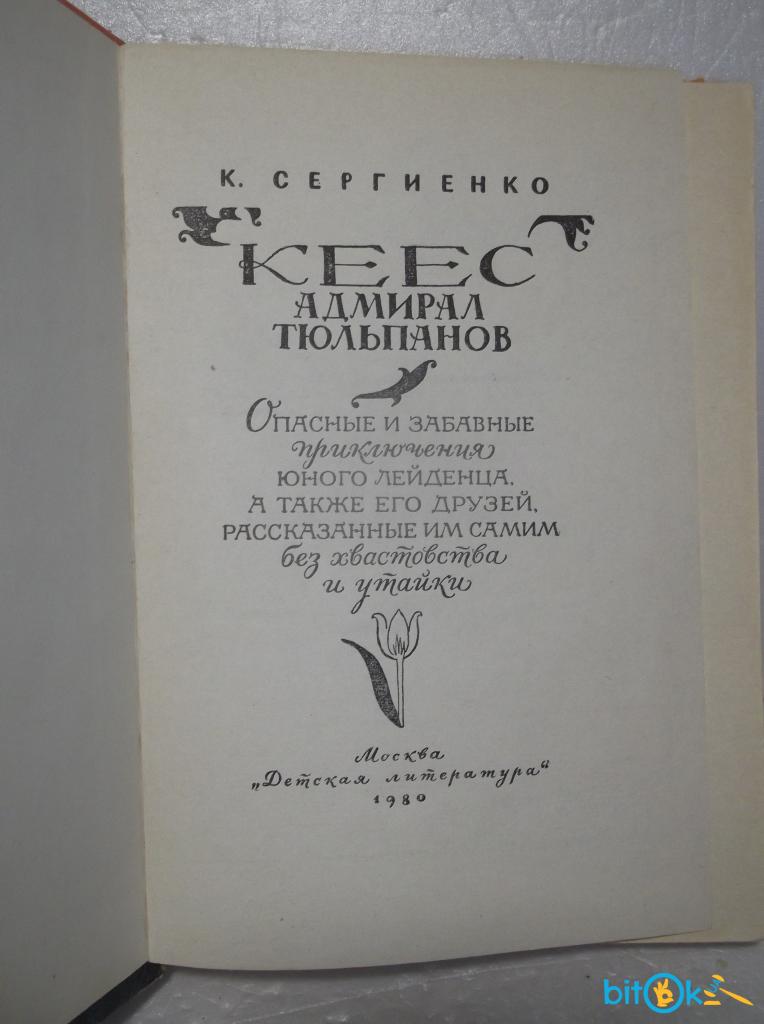 К. СЕРГИЕНКО
КЕЕС
АДМИРАЛ
ТЮЛЬПАНОВ
ОПАСНЫЕ И ЗАБАВНЫЕ
приключения
ЮНОГО ЛЕЙДЕНЦА,
А ТАКЖЕ ЕГО ДРУЗЕЙ,
РАССКАЗАННЫЕ ИМ САМИМ
без хвастовства
и утайки
Москва
„Детская литература“
1980
bitOk